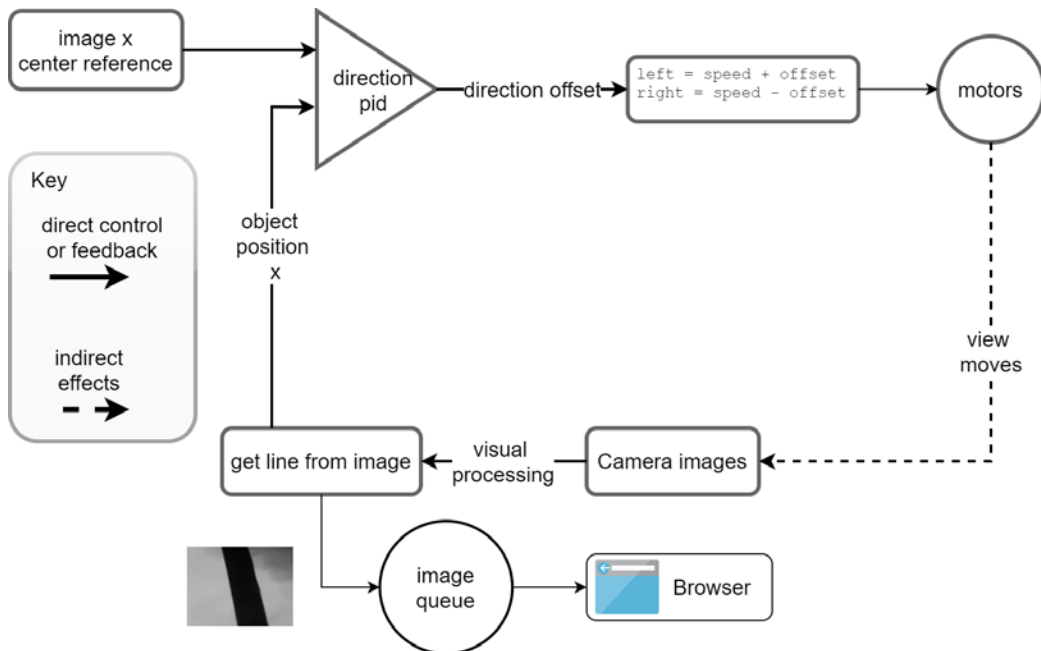 image x
center reference
direction
pid
direction offset
left = speed + offset
right = speed - offset
motors
Key
direct control
or feedback
indirect
effects
object
position
x
view
moves
get line from image
visual
processing
Camera images
image
queue
Browser